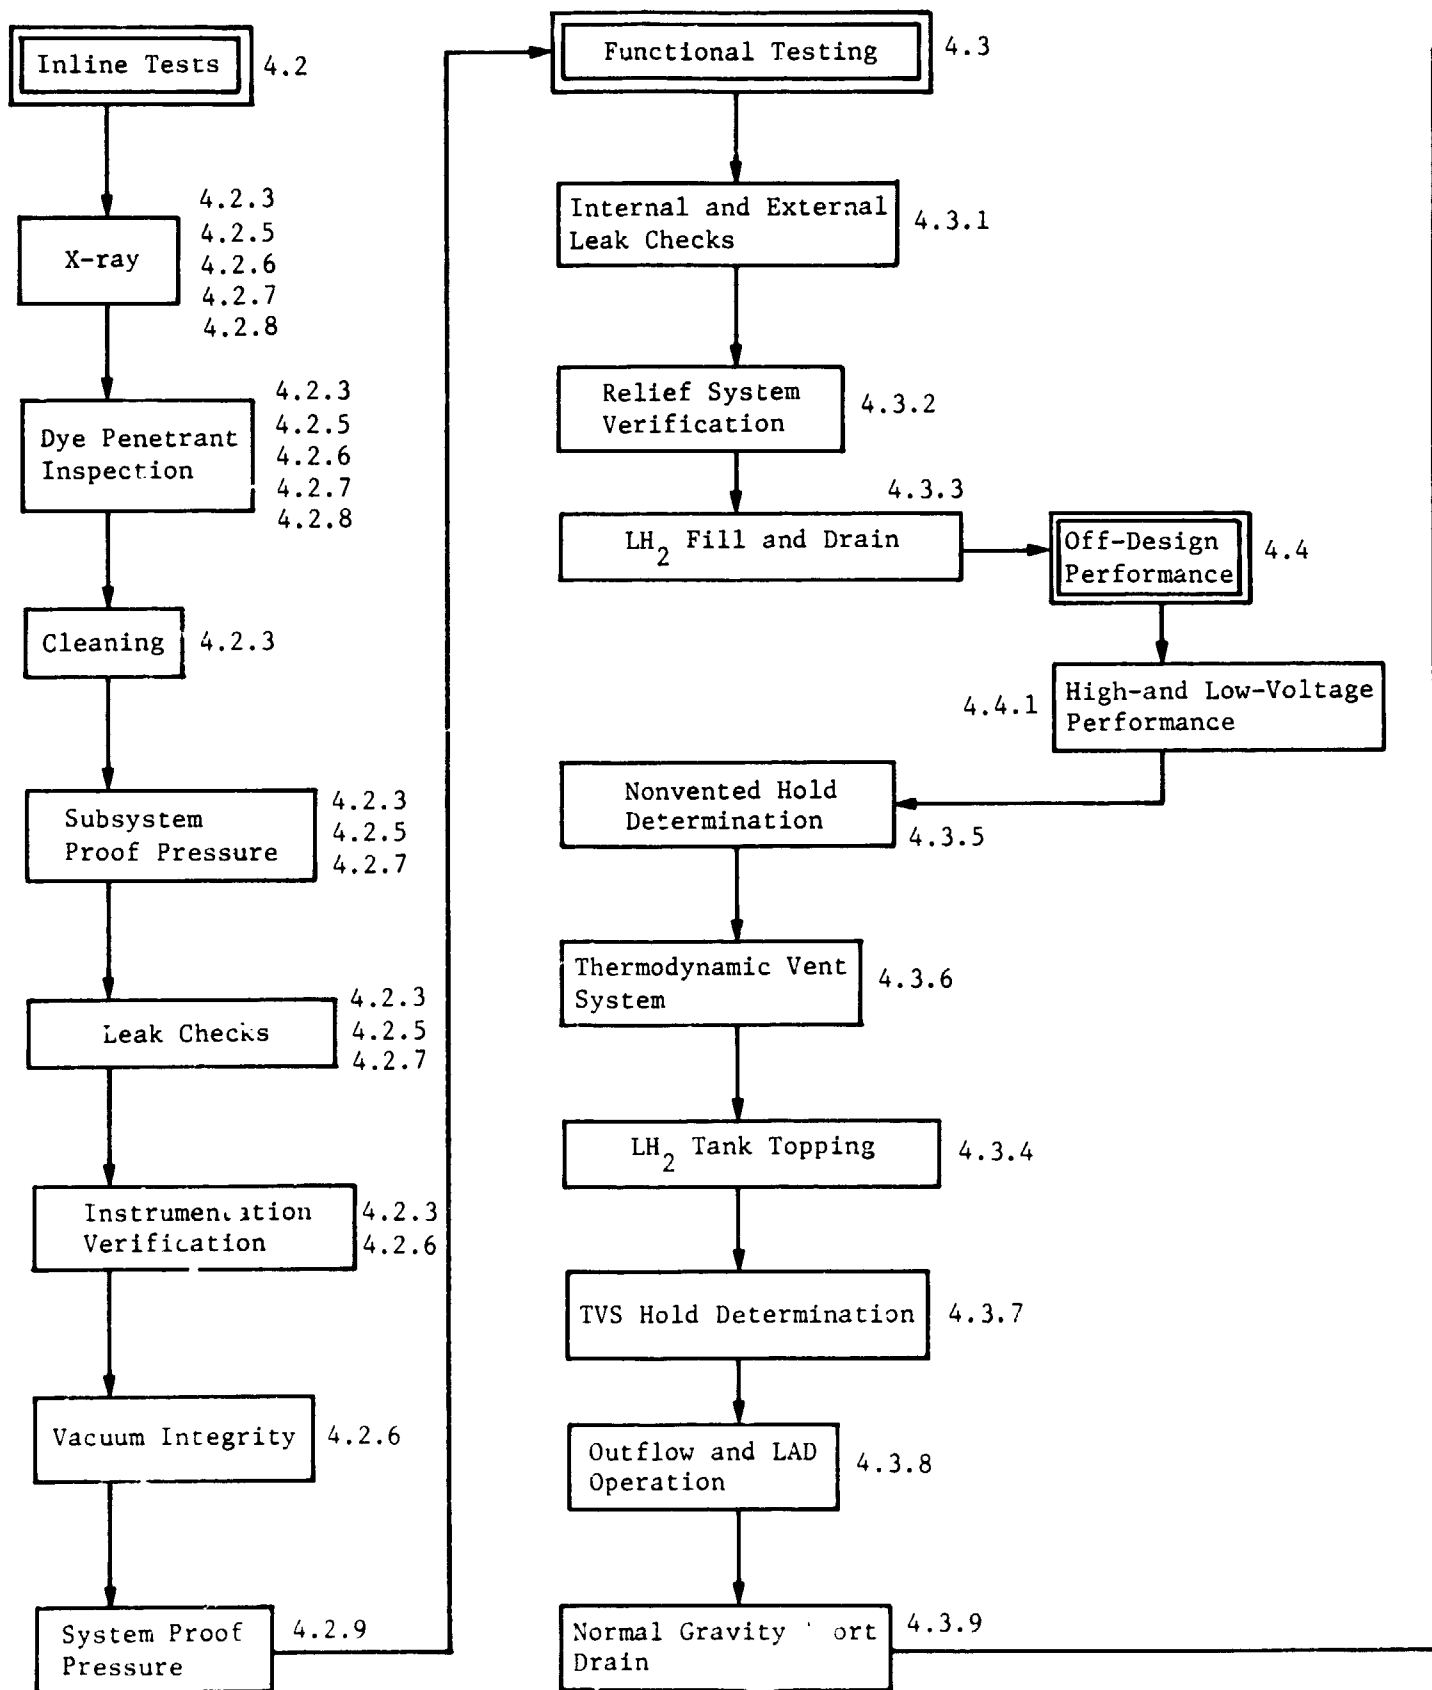 Inline Tests 4.2
X-ray
4.2.3
4.2.5
4.2.6
4.2.7
4.2.8
Dye Penetrant
Inspection
4.2.3
4.2.5
4.2.6
4.2.7
4.2.8
Cleaning 4.2.3
Subsystem
Proof Pressure
4.2.3
4.2.5
4.2.7
Leak Checks
4.2.3
4.2.5
4.2.7
Instrumentation
Verification
4.2.3
4.2.6
Vacuum Integrity 4.2.6
System Proof
Pressure
4.2.9
Functional Testing 4.3
Internal and External
Leak Checks
4.3.1
Relief System
Verification
4.3.2
4.3.3
LH2 Fill and Drain
Off-Design
Performance
4.4
4.4.1
High-and Low-Voltage
Performance
Nonvented Hold
Determination
4.3.5
Thermodynamic Vent
System
4.3.6
LH2 Tank Topping 4.3.4
TVS Hold Determination 4.3.7
Outflow and LAD
Operation
4.3.8
Normal Gravity
Drain
4.3.9